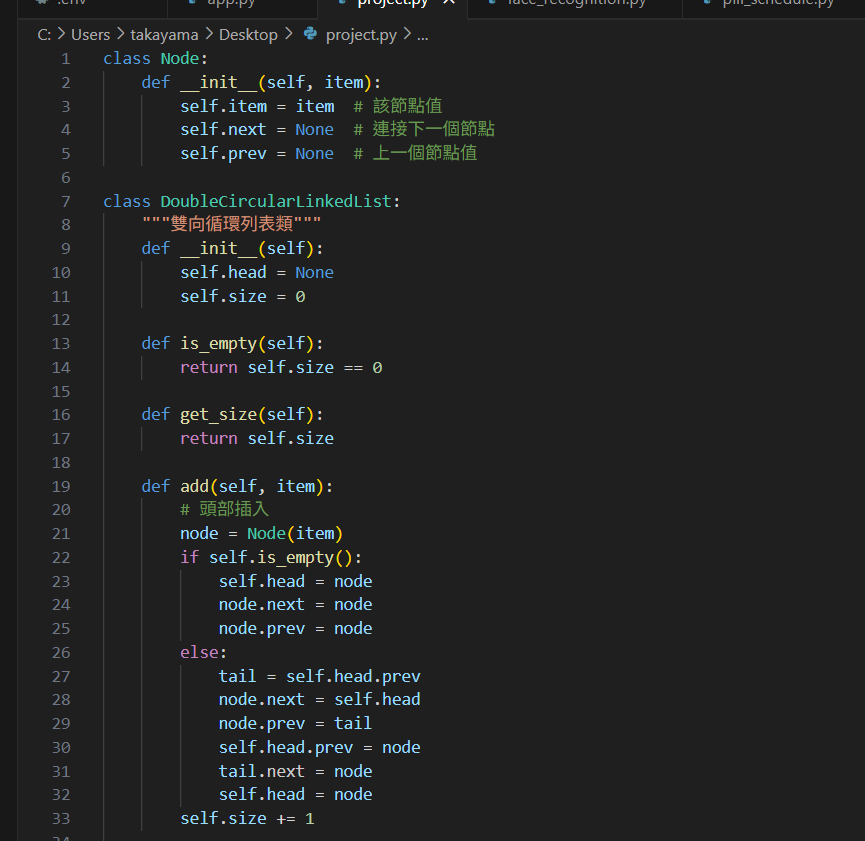 .env app.py project.py face_recognition.py pill_schedule.py
C: > Users > takayama > Desktop > project.py > ...
1 class Node:
2     def __init__(self, item):
3         self.item = item  # 該節點值
4         self.next = None  # 連接下一個節點
5         self.prev = None  # 上一個節點值
6
7 class DoubleCircularLinkedList:
8     """雙向循環列表類"""
9     def __init__(self):
10         self.head = None
11         self.size = 0
12
13     def is_empty(self):
14         return self.size == 0
15
16     def get_size(self):
17         return self.size
18
19     def add(self, item):
20         # 頭部插入
21         node = Node(item)
22         if self.is_empty():
23             self.head = node
24             node.next = node
25             node.prev = node
26         else:
27             tail = self.head.prev
28             node.next = self.head
29             node.prev = tail
30             self.head.prev = node
31             tail.next = node
32             self.head = node
33         self.size += 1
34